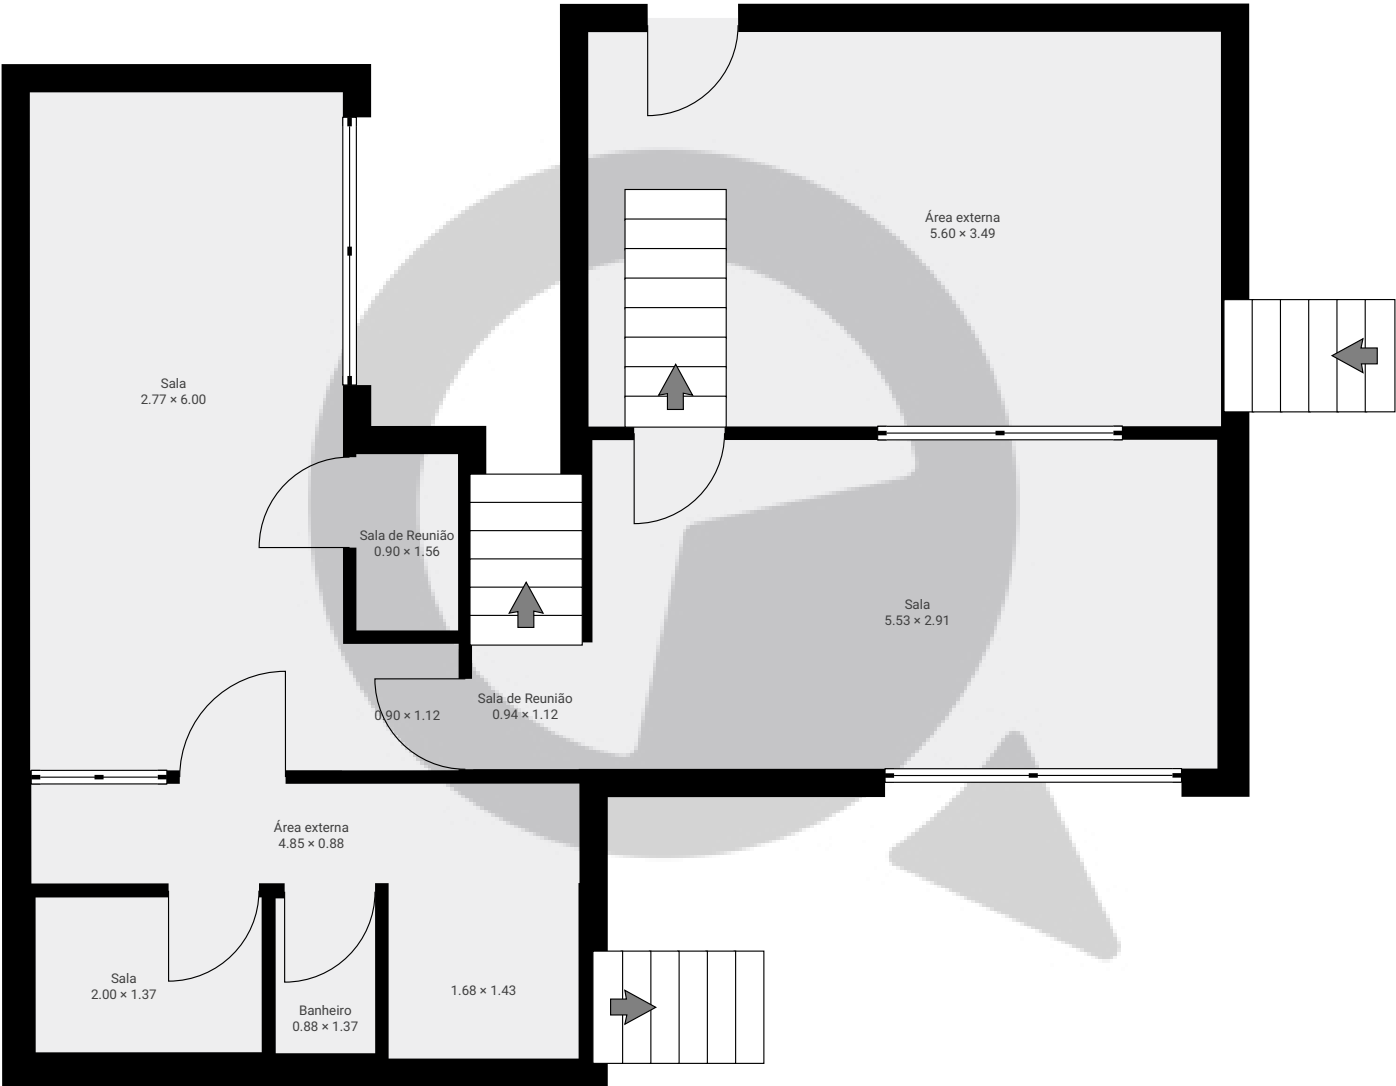 Área externa
5.60 × 3.49
Sala
2.77 × 6.00
Sala de Reunião
0.90 × 1.56
Sala
5.53 × 2.91
Sala de Reunião
0.94 × 1.12
0.90 × 1.12
Área externa
4.85 × 0.88
Sala
2.00 × 1.37
Banheiro
0.88 × 1.37
1.68 × 1.43